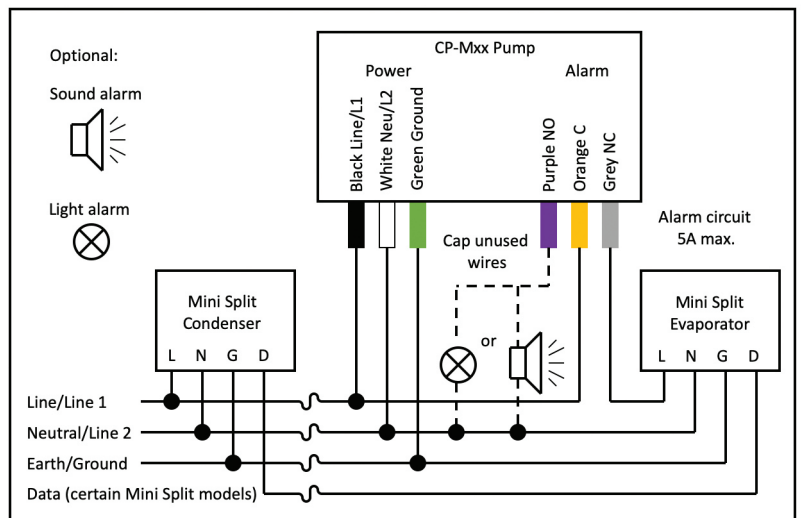 Optional:
Sound alarm
Light alarm
CP-Mxx Pump
Power
Alarm
Black Line/L1
White Neu/L2
Green Ground
Purple NO
Orange C
Grey NC
Cap unused
wires
Alarm circuit
5A max.
or
Mini Split
Condenser
L N G D
Mini Split
Evaporator
L N G D
Line/Line 1
Neutral/Line 2
Earth/Ground
Data (certain Mini Split models)